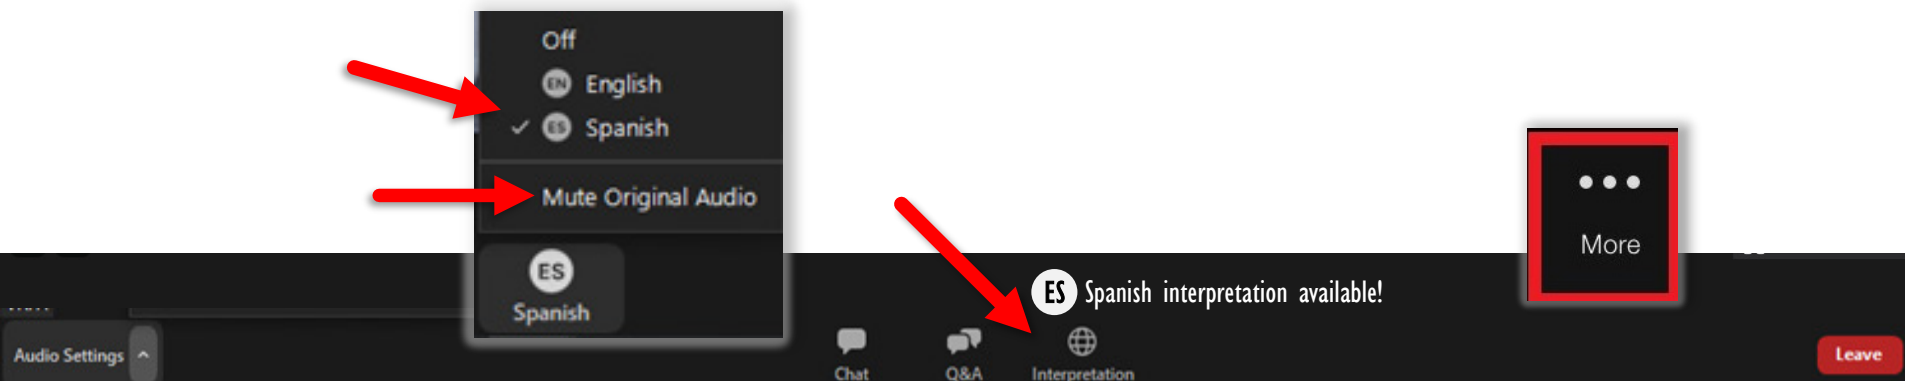 Off
EN English
ES Spanish
Mute Original Audio
ES
Spanish
More
ES Spanish interpretation available!
Audio Settings
Chat
Q&A
Interpretation
Leave